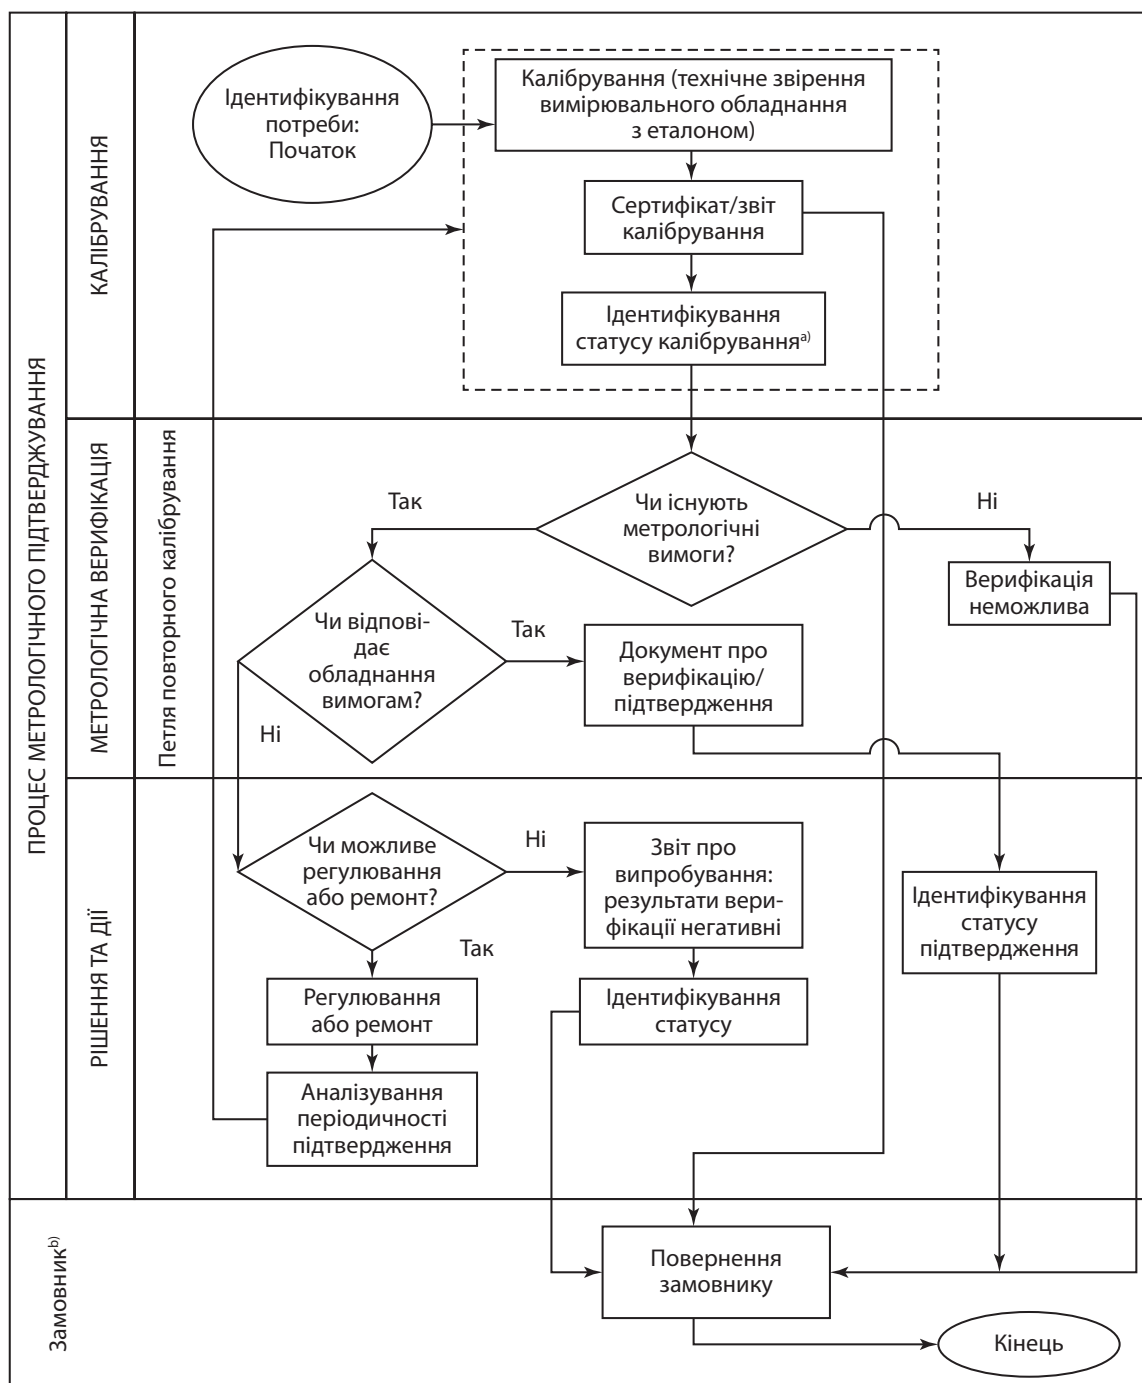 ПРОЦЕС МЕТРОЛОГІЧНОГО ПІДТВЕРДЖУВАННЯ
КАЛІБРУВАННЯ
Ідентифікування
потреби:
Початок
Калібрування (технічне звірення
вимірювального обладнання
з еталоном)
Сертифікат/звіт
калібрування
Ідентифікування
статусу калібруванняa)
МЕТРОЛОГІЧНА ВЕРИФІКАЦІЯ
Петля повторного калібрування
Так
Чи існують
метрологічні
вимоги?
Ні
Верифікація
неможлива
Чи відпові-
дає
обладнання
вимогам?
Так
Документ про
верифікацію/
підтвердження
Ні
РІШЕННЯ ТА ДІЇ
Чи можливе
регулювання
або ремонт?
Ні
Звіт про
випробування:
результати вери-
фікації негативні
Ідентифікування
статусу
підтвердження
Так
Регулювання
або ремонт
Ідентифікування
статусу
Аналізування
періодичності
підтвердження
Замовникb)
Повернення
замовнику
Кінець